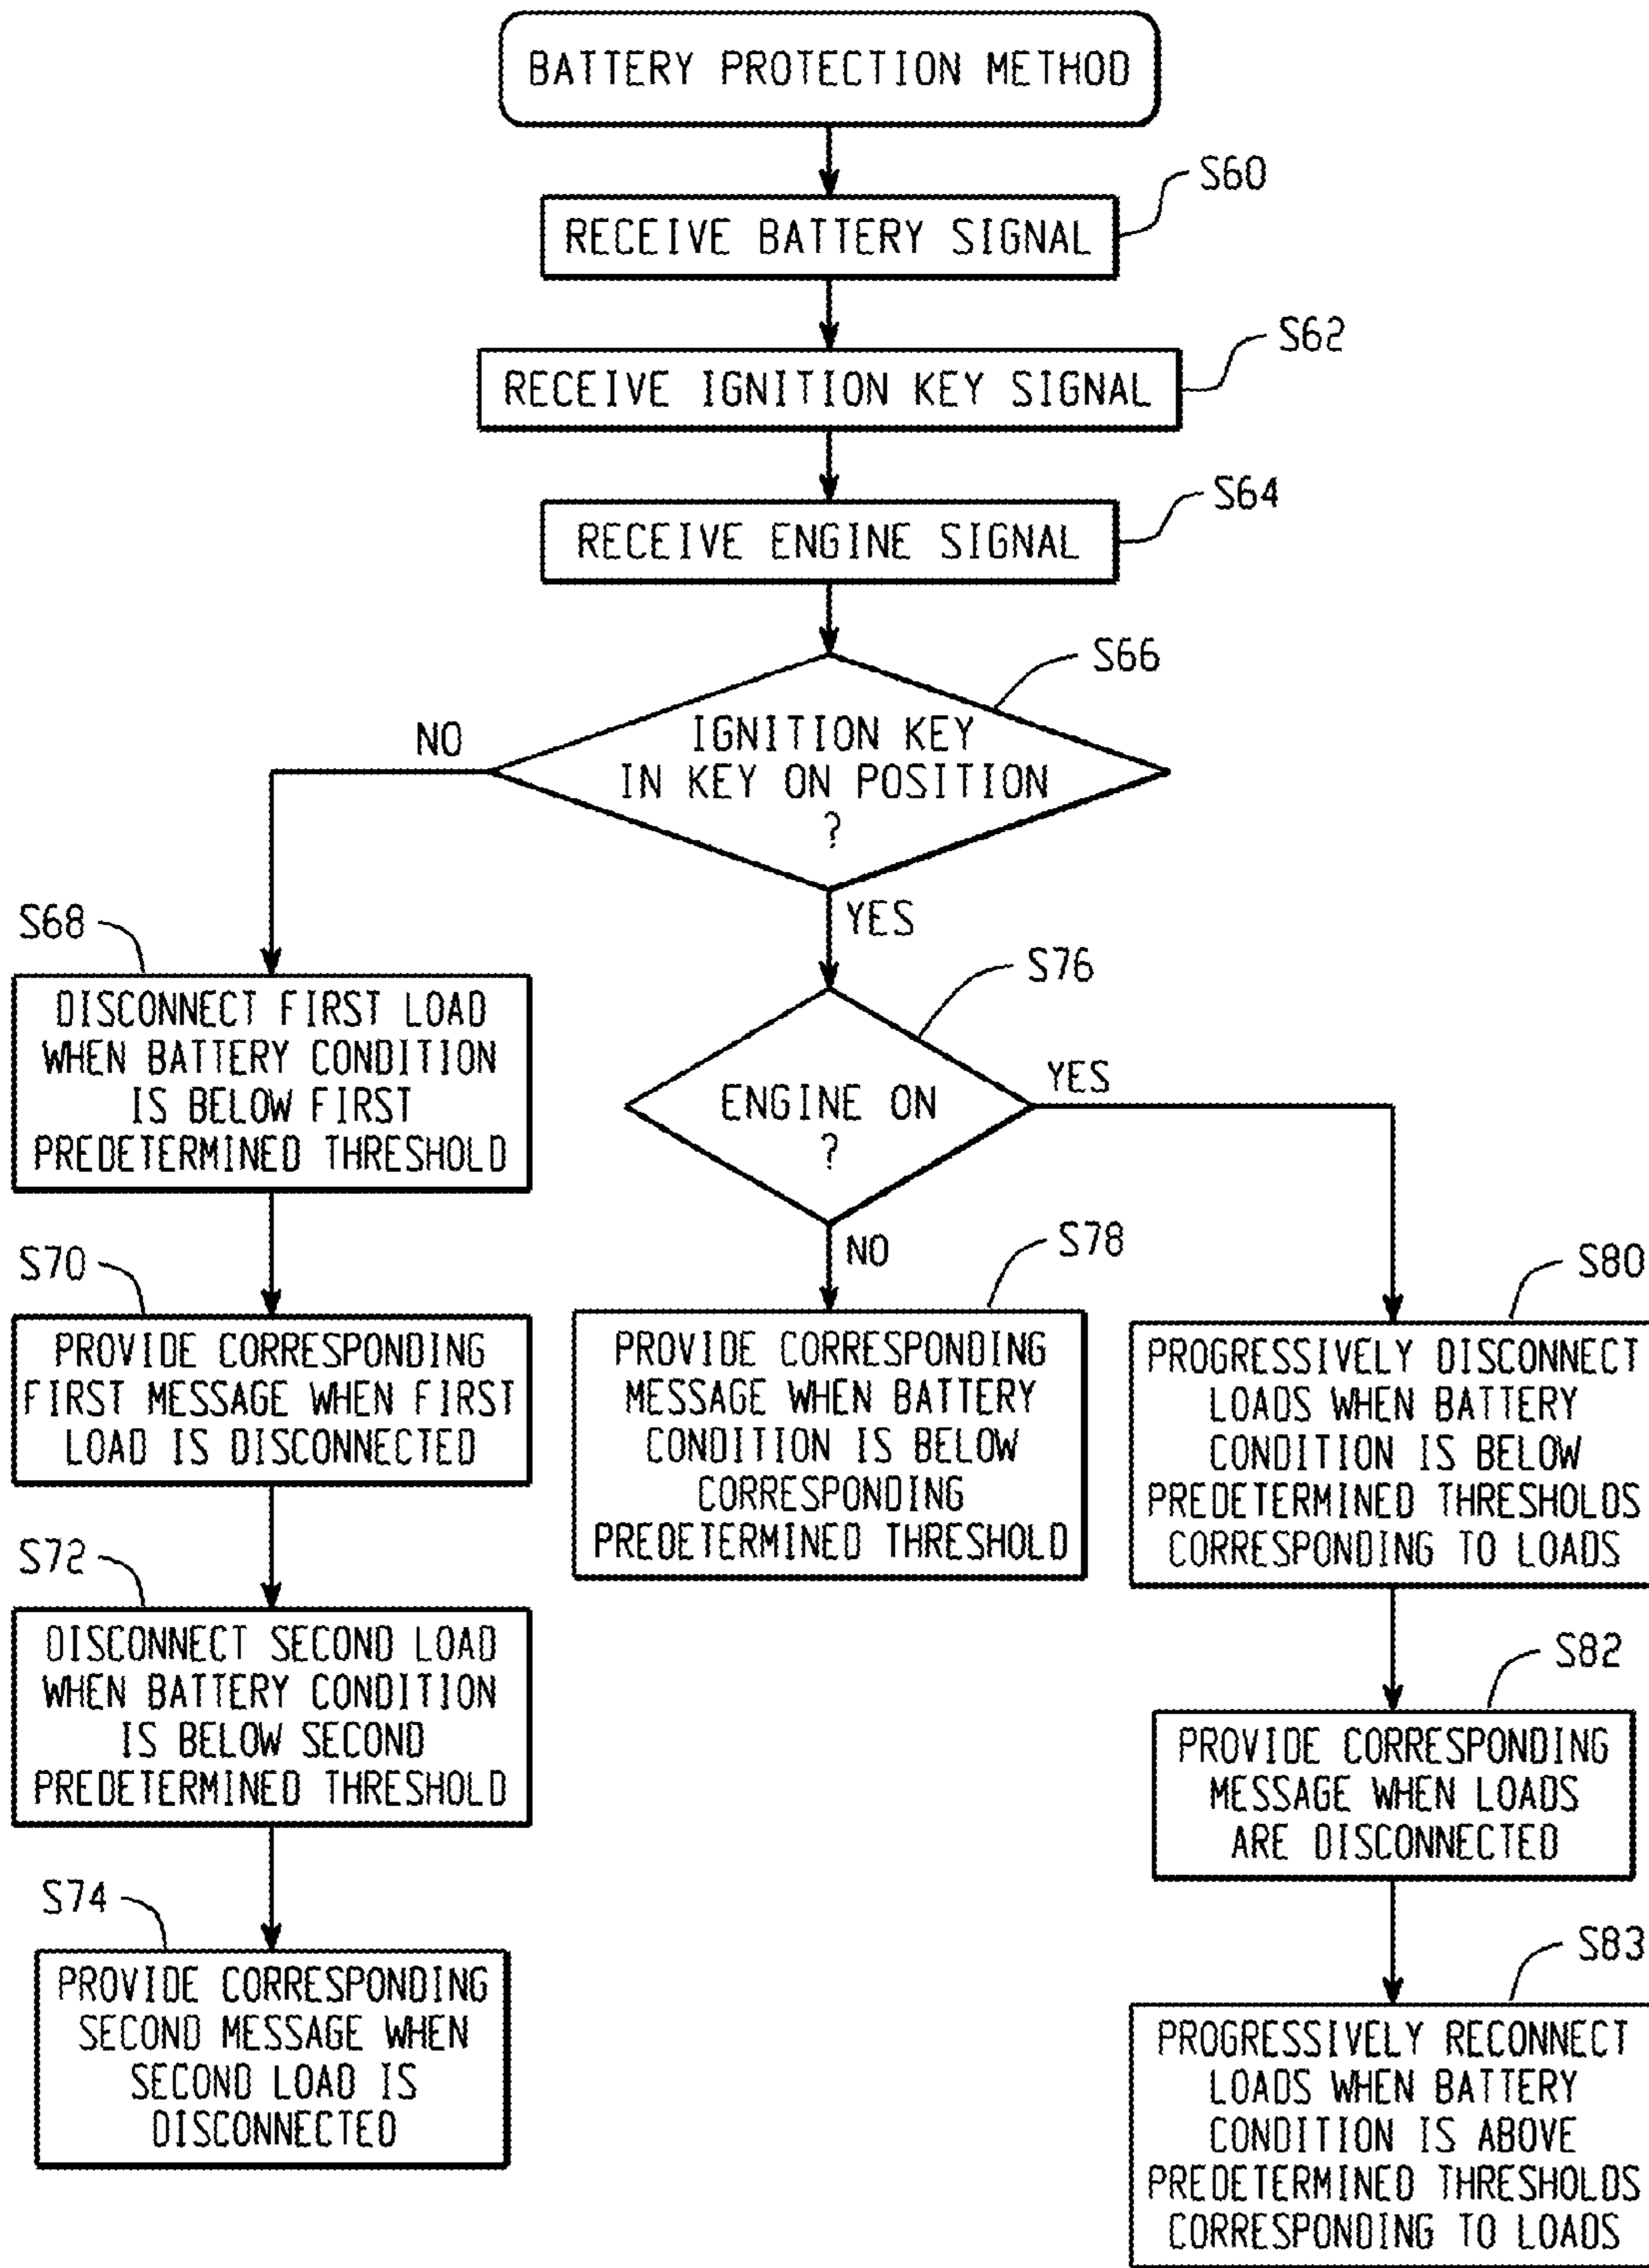 BATTERY PROTECTION METHOD
S60
RECEIVE BATTERY SIGNAL
S62
RECEIVE IGNITION KEY SIGNAL
S64
RECEIVE ENGINE SIGNAL
S66
IGNITION KEY
IN KEY ON POSITION
?
NO
YES
S68
DISCONNECT FIRST LOAD
WHEN BATTERY CONDITION
IS BELOW FIRST
PREDETERMINED THRESHOLD
S70
PROVIDE CORRESPONDING
FIRST MESSAGE WHEN FIRST
LOAD IS DISCONNECTED
S72
DISCONNECT SECOND LOAD
WHEN BATTERY CONDITION
IS BELOW SECOND
PREDETERMINED THRESHOLD
S74
PROVIDE CORRESPONDING
SECOND MESSAGE WHEN
SECOND LOAD IS
DISCONNECTED
S76
ENGINE ON
?
YES
NO
S78
PROVIDE CORRESPONDING
MESSAGE WHEN BATTERY
CONDITION IS BELOW
CORRESPONDING
PREDETERMINED THRESHOLD
S80
PROGRESSIVELY DISCONNECT
LOADS WHEN BATTERY
CONDITION IS BELOW
PREDETERMINED THRESHOLDS
CORRESPONDING TO LOADS
S82
PROVIDE CORRESPONDING
MESSAGE WHEN LOADS
ARE DISCONNECTED
S83
PROGRESSIVELY RECONNECT
LOADS WHEN BATTERY
CONDITION IS ABOVE
PREDETERMINED THRESHOLDS
CORRESPONDING TO LOADS